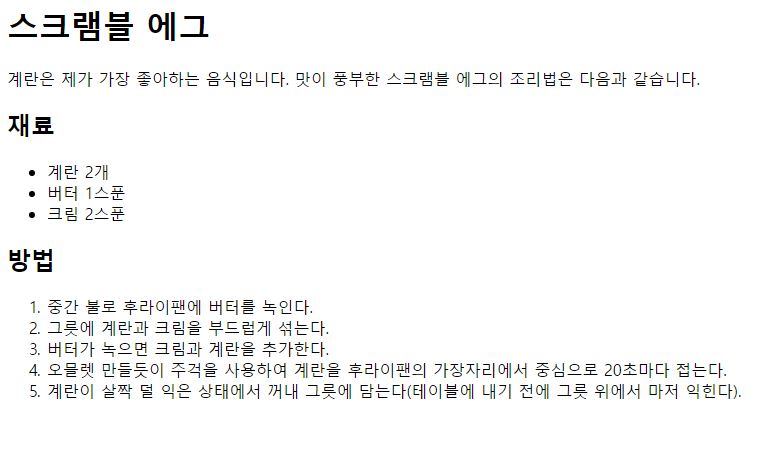 스크램블 에그
계란은 제가 가장 좋아하는 음식입니다. 맛이 풍부한 스크램블 에그의 조리법은 다음과 같습니다.
재료
• 계란 2개
• 버터 1스푼
• 크림 2스푼
방법
1. 중간 불로 후라이팬에 버터를 녹인다.
2. 그릇에 계란과 크림을 부드럽게 섞는다.
3. 버터가 녹으면 크림과 계란을 추가한다.
4. 오믈렛 만들듯이 주걱을 사용하여 계란을 후라이팬의 가장자리에서 중심으로 20초마다 접는다.
5. 계란이 살짝 덜 익은 상태에서 꺼내 그릇에 담는다(테이블에 내기 전에 그릇 위에서 마저 익힌다).